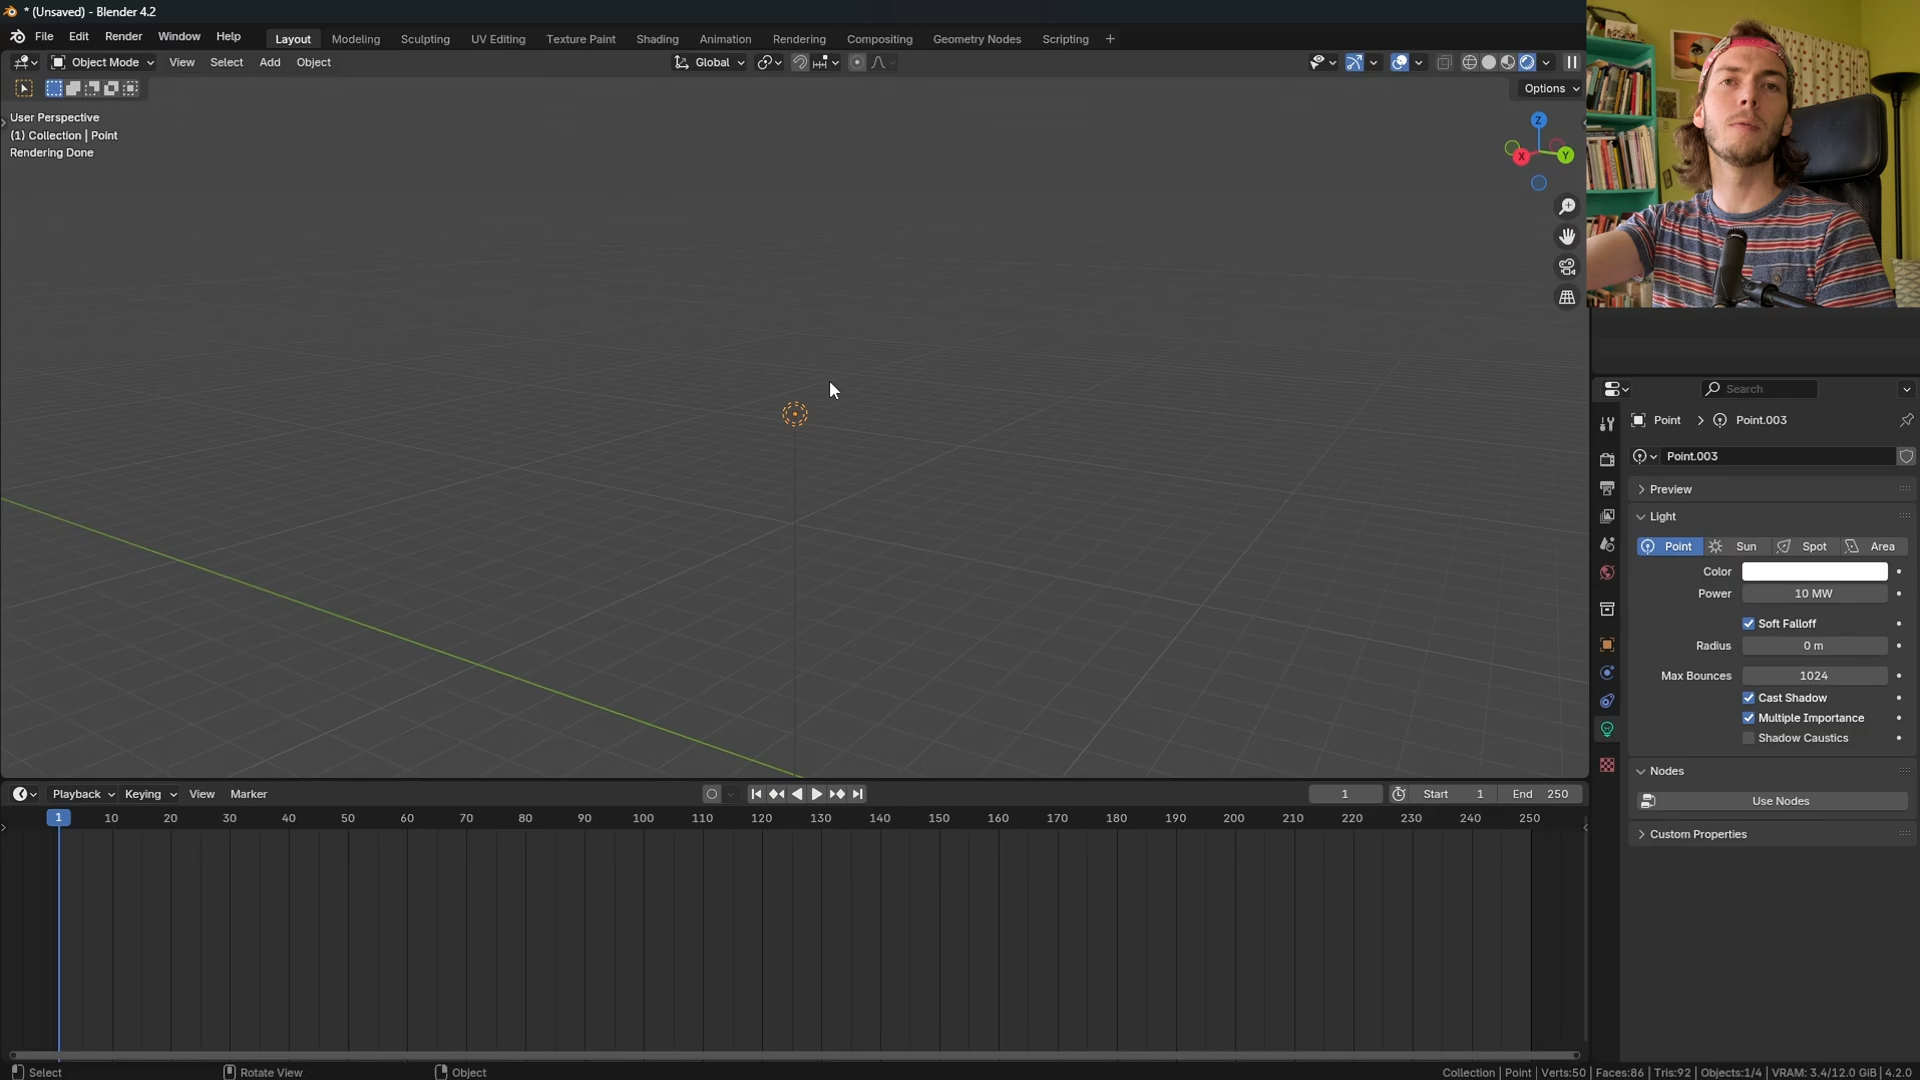 * (Unsaved) - Blender 4.2
File Edit Render Window Help Layout Modeling Sculpting UV Editing Texture Paint Shading Animation Rendering Compositing Geometry Nodes Scripting +
Object Mode View Select Add Object Global
Options
User Perspective
(1) Collection | Point
Rendering Done
Z
X
Y
Search
Point > Point.003
Point.003
Preview
Light
Point Sun Spot Area
Color
Power 10 MW
Soft Falloff
Radius 0 m
Max Bounces 1024
Cast Shadow
Multiple Importance
Shadow Caustics
Nodes
Use Nodes
Custom Properties
Playback Keying View Marker 1 Start 1 End 250
1 10 20 30 40 50 60 70 80 90 100 110 120 130 140 150 160 170 180 190 200 210 220 230 240 250
Select Rotate View Object Collection | Point | Verts:50 | Faces:86 | Tris:92 | Objects:1/4 | VRAM: 3.4/12.0 GiB | 4.2.0